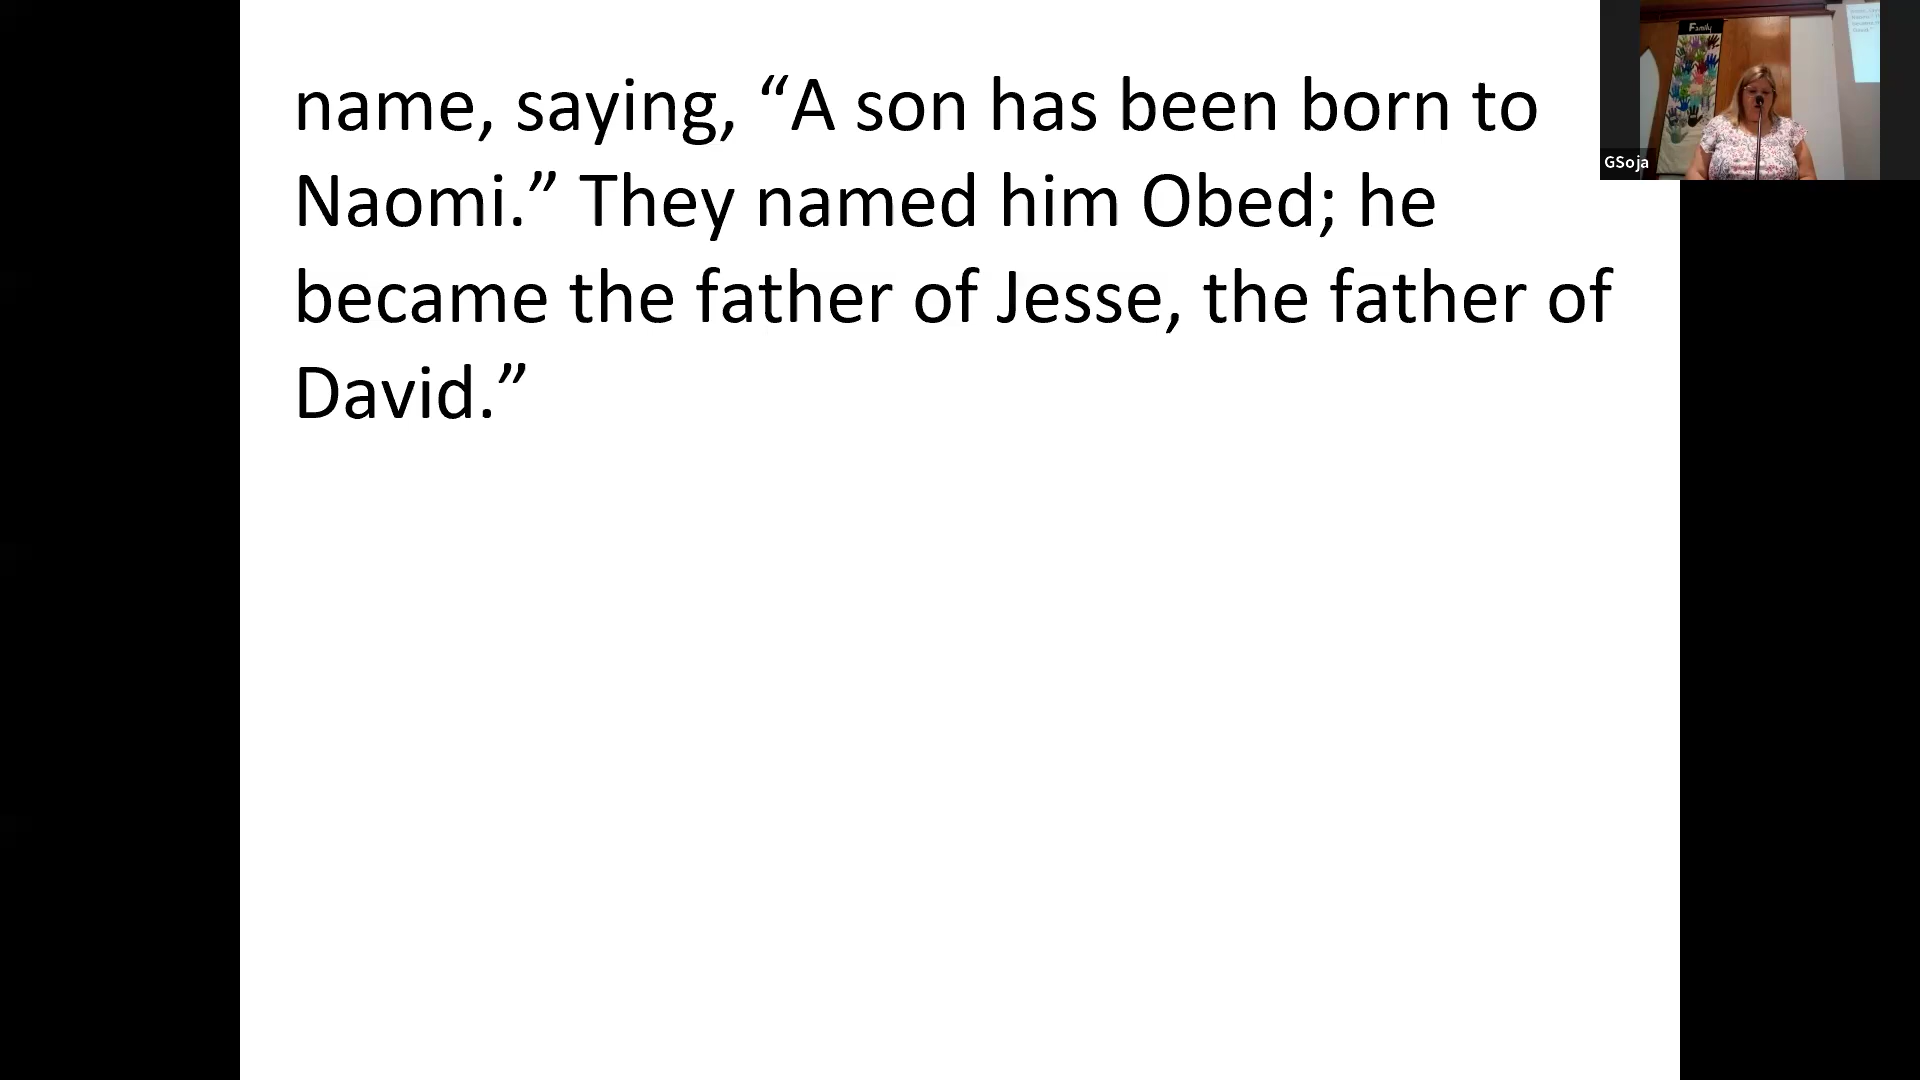 name, saying, “A son has been born to
Naomi.” They named him Obed; he
became the father of Jesse, the father of
David.”
Family
GSoja